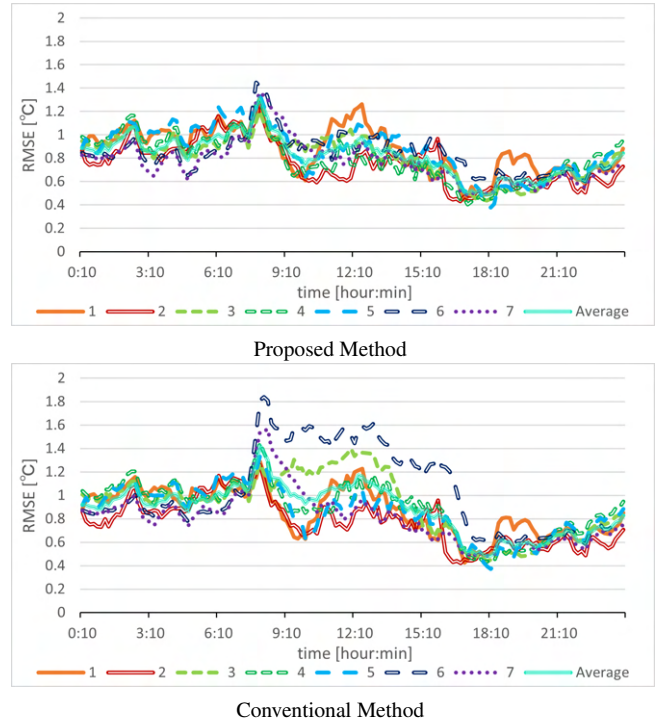 2
1.8
1.6
1.4
1.2
1
0.8
0.6
0.4
0.2
0
RMSE [℃]
0:10 3:10 6:10 9:10 12:10 15:10 18:10 21:10
time [hour:min]
1 2 3 4 5 6 7 Average
Proposed Method
2
1.8
1.6
1.4
1.2
1
0.8
0.6
0.4
0.2
0
RMSE [℃]
0:10 3:10 6:10 9:10 12:10 15:10 18:10 21:10
time [hour:min]
1 2 3 4 5 6 7 Average
Conventional Method